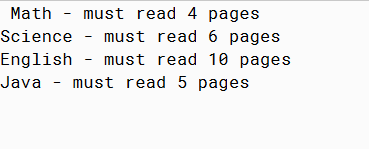 Math - must read 4 pages
Science - must read 6 pages
English - must read 10 pages
Java - must read 5 pages